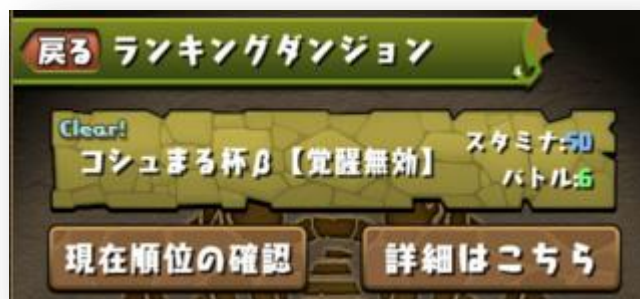 戻る ランキングダンジョン
Clear!
コシュまる杯β【覚醒無効】
スタミナ:50
バトル:6
現在順位の確認 詳細はこちら